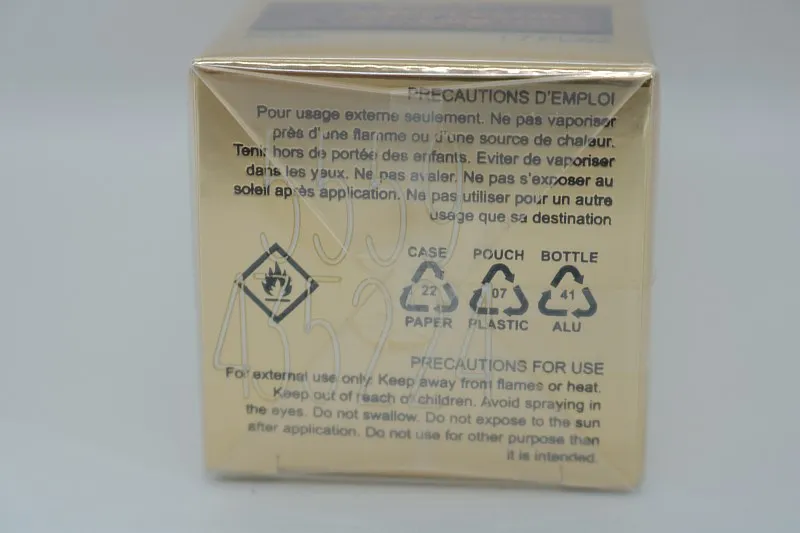 PRECAUTIONS D'EMPLOI
Pour usage externe seulement. Ne pas vaporiser
près d'une flamme ou d'une source de chaleur.
Tenir hors de portée des enfants. Eviter de vaporiser
dans les yeux. Ne pas avaler. Ne pas s'exposer au
soleil après application. Ne pas utiliser pour un autre
usage que sa destination
CASE POUCH BOTTLE
22 07 41
PAPER PLASTIC ALU
PRECAUTIONS FOR USE
For external use only. Keep away from flames or heat.
Keep out of reach of children. Avoid spraying in
the eyes. Do not swallow. Do not expose to the sun
after application. Do not use for other purpose than
it is intended.